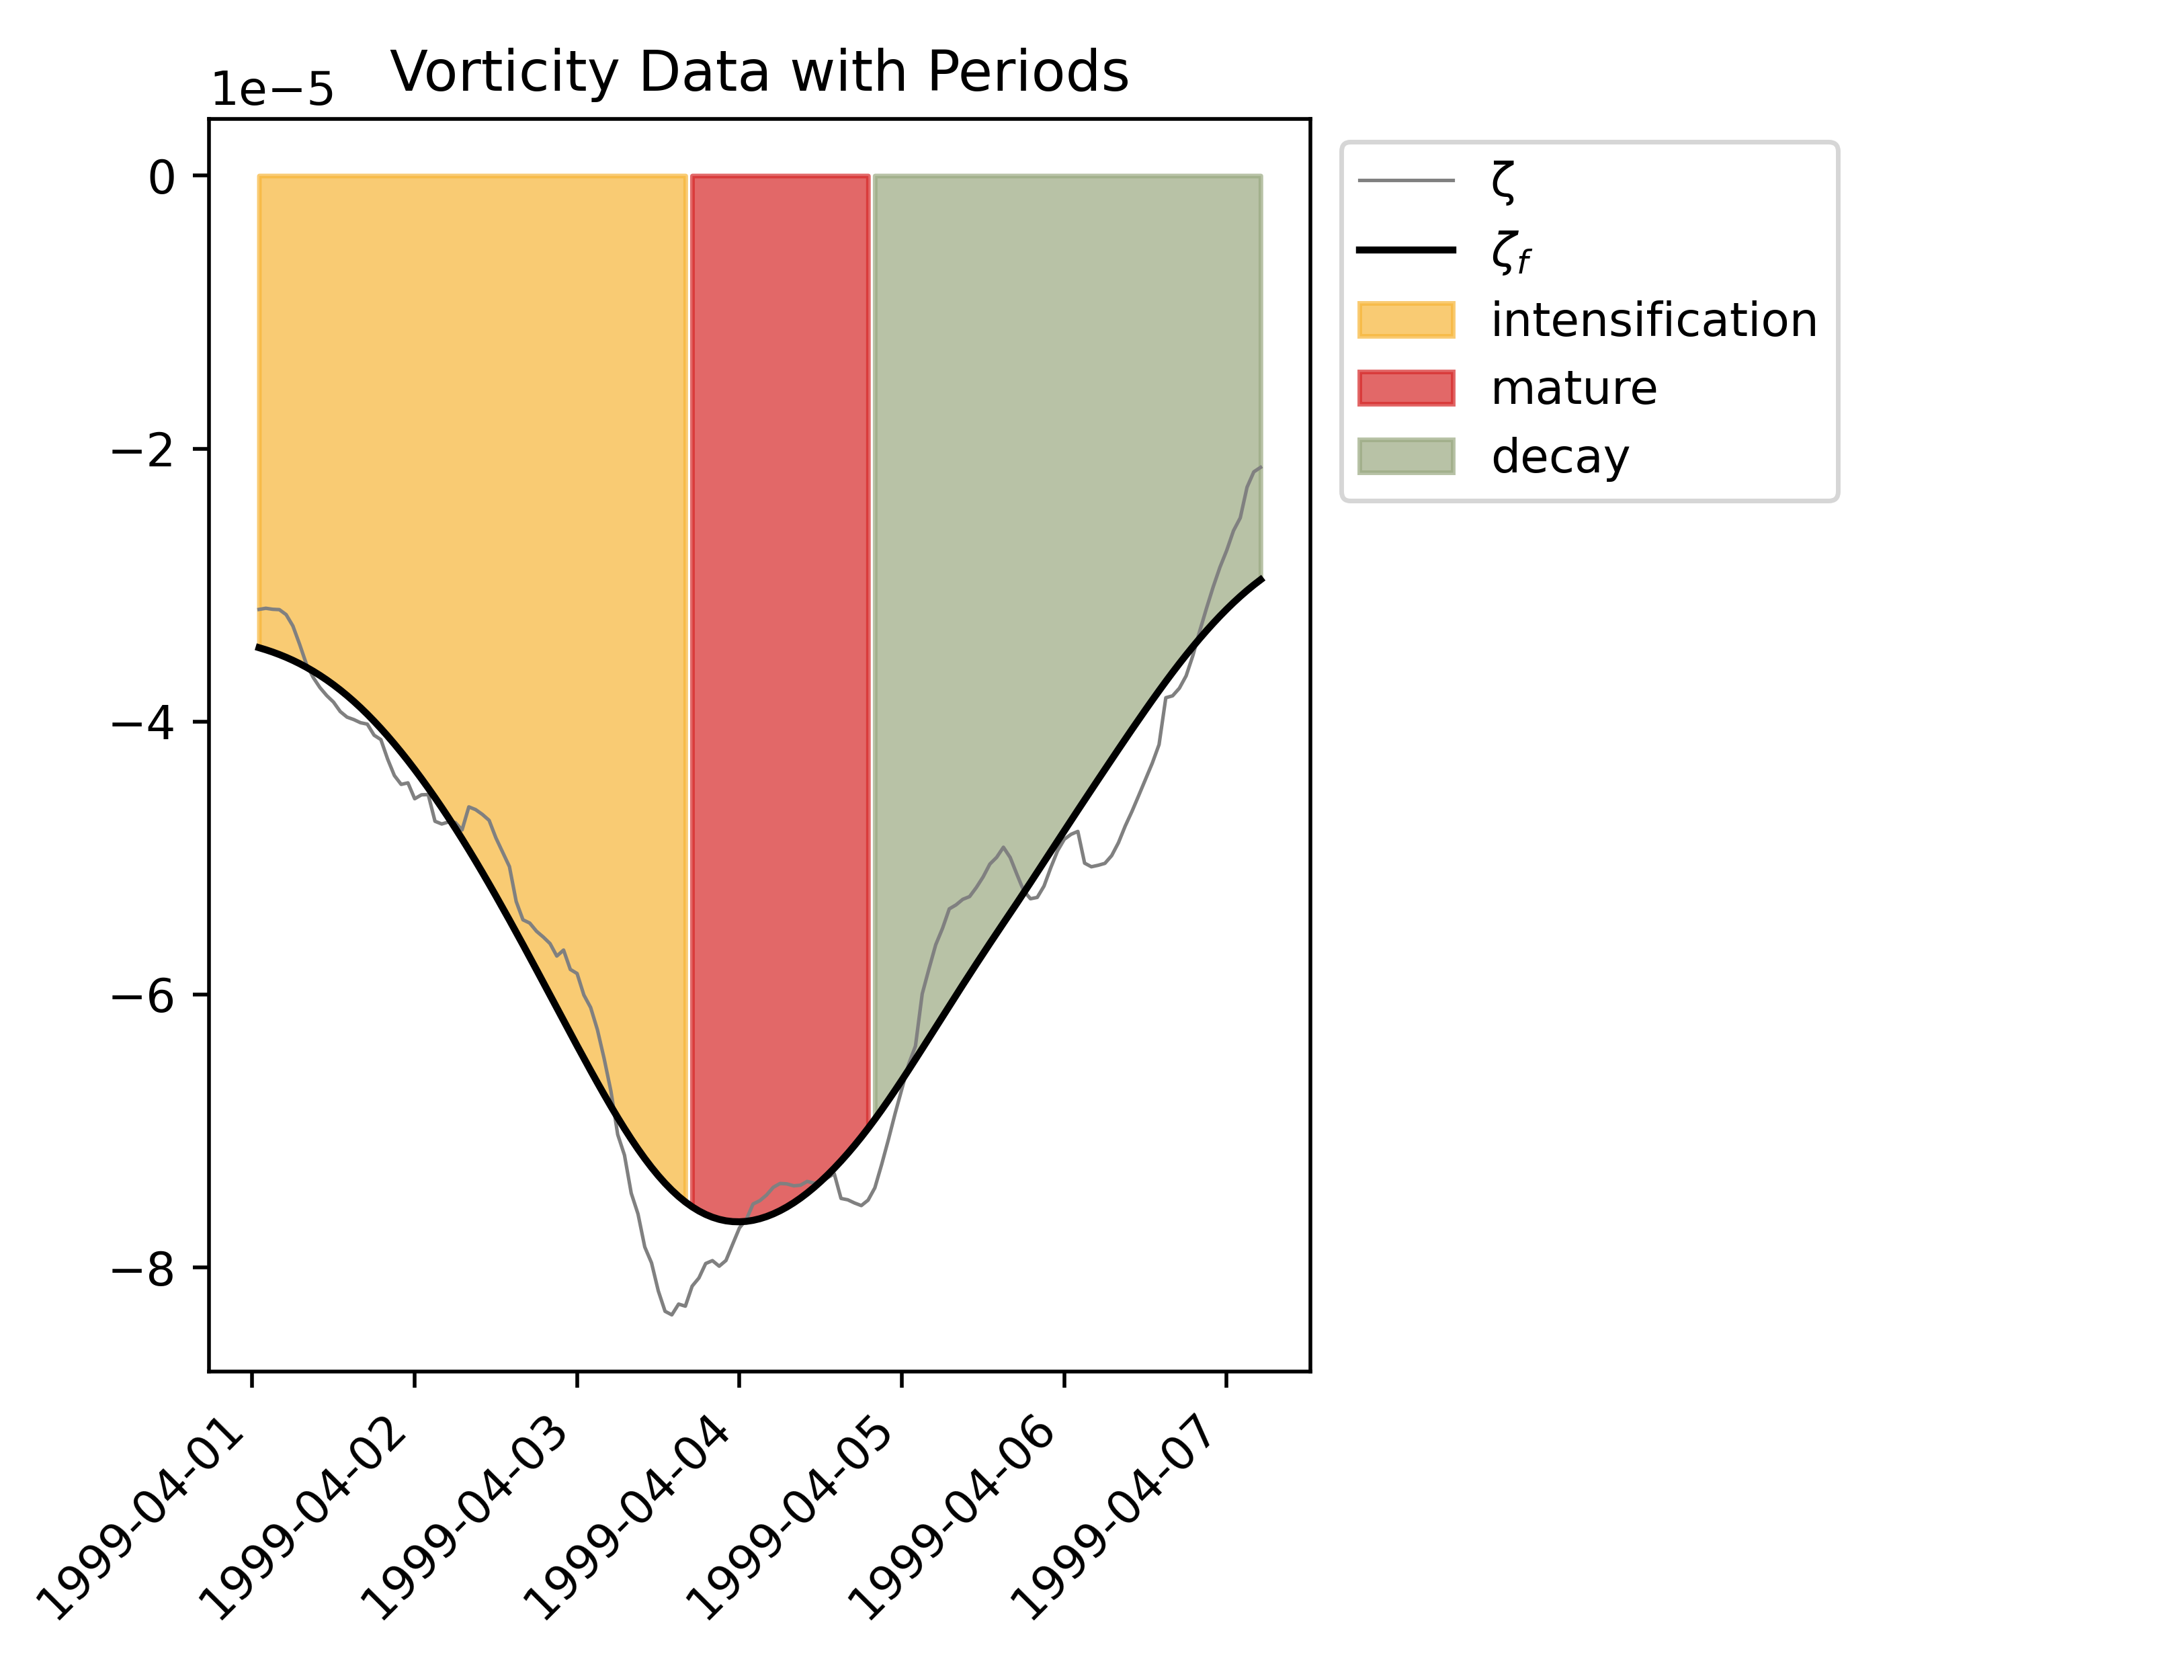 Vorticity Data with Periods
1e−5
0
−2
−4
−6
−8
1999-04-01
1999-04-02
1999-04-03
1999-04-04
1999-04-05
1999-04-06
1999-04-07
ζ
ζf
intensification
mature
decay